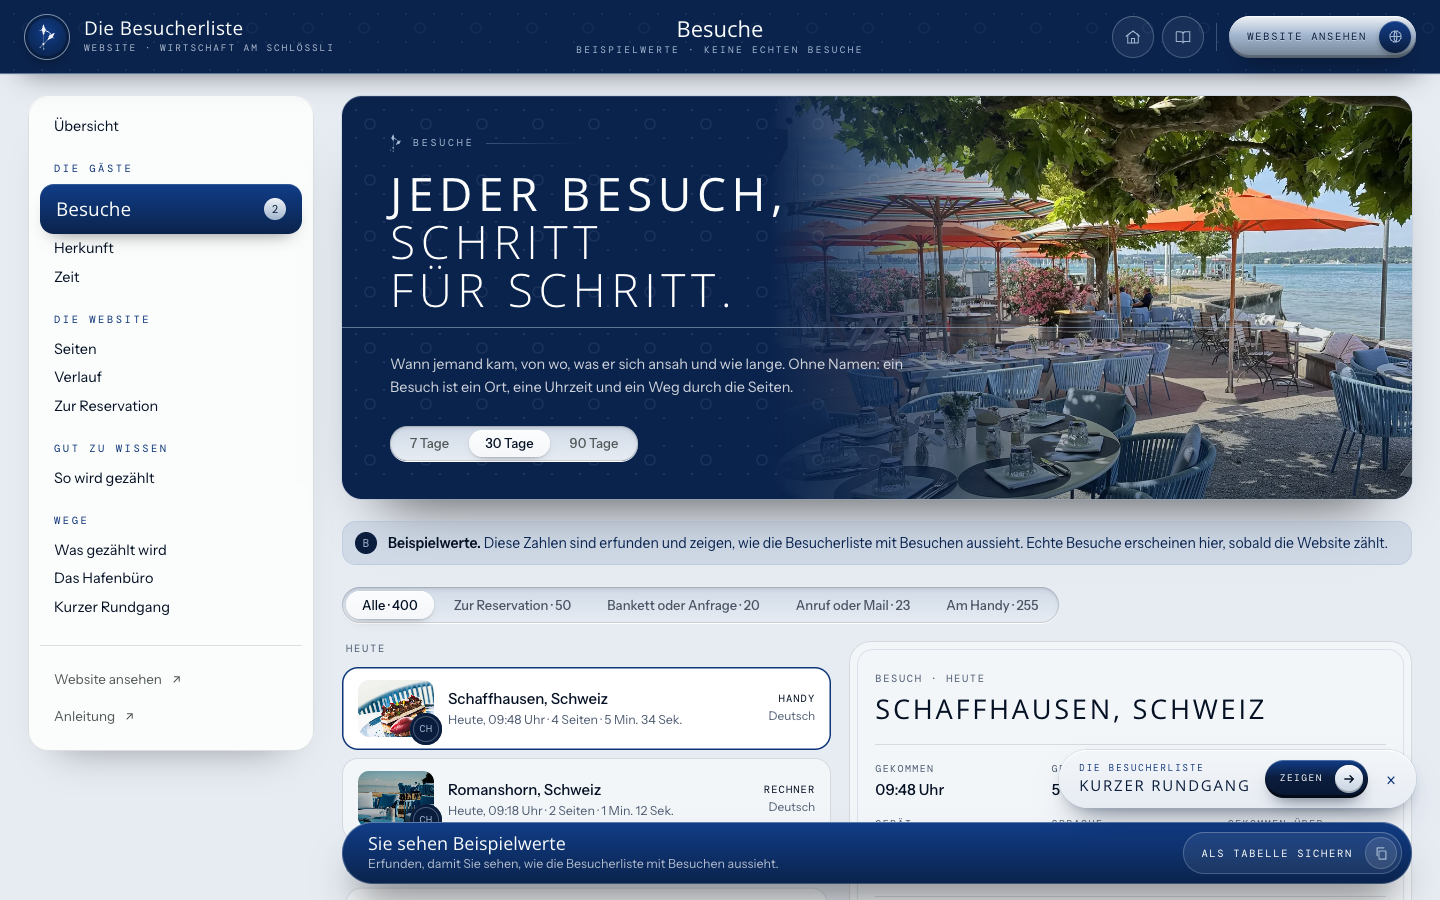 Die Besucherliste
WEBSITE · WIRTSCHAFT AM SCHLÖSSLI
Besuche
BEISPIELWERTE · KEINE ECHTEN BESUCHE
WEBSITE ANSEHEN
Übersicht
DIE GÄSTE
Besuche 2
Herkunft
Zeit
DIE WEBSITE
Seiten
Verlauf
Zur Reservation
GUT ZU WISSEN
So wird gezählt
WEGE
Was gezählt wird
Das Hafenbüro
Kurzer Rundgang
Website ansehen
Anleitung
BESUCHE
JEDER BESUCH,
SCHRITT
FÜR SCHRITT.
Wann jemand kam, von wo, was er sich ansah und wie lange. Ohne Namen: ein
Besuch ist ein Ort, eine Uhrzeit und ein Weg durch die Seiten.
7 Tage 30 Tage 90 Tage
B Beispielwerte. Diese Zahlen sind erfunden und zeigen, wie die Besucherliste mit Besuchen aussieht. Echte Besuche erscheinen hier, sobald die Website zählt.
Alle · 400 Zur Reservation · 50 Bankett oder Anfrage · 20 Anruf oder Mail · 23 Am Handy · 255
HEUTE
CH
Schaffhausen, Schweiz
Heute, 09:48 Uhr · 4 Seiten · 5 Min. 34 Sek.
HANDY
Deutsch
CH
Romanshorn, Schweiz
Heute, 09:18 Uhr · 2 Seiten · 1 Min. 12 Sek.
RECHNER
Deutsch
BESUCH · HEUTE
SCHAFFHAUSEN, SCHWEIZ
GEKOMMEN
09:48 Uhr
DIE BESUCHERLISTE
KURZER RUNDGANG
ZEIGEN
Sie sehen Beispielwerte
Erfunden, damit Sie sehen, wie die Besucherliste mit Besuchen aussieht.
ALS TABELLE SICHERN